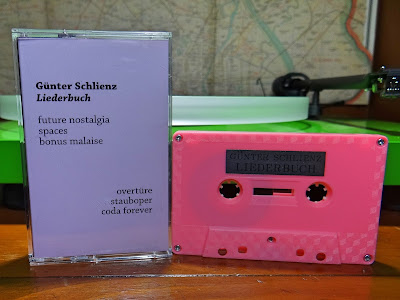 Günter Schlienz
Liederbuch
future nostalgia
spaces
bonus malaise
overtüre
stauboper
coda forever
GÜNTER SCHLIENZ
LIEDERBUCH